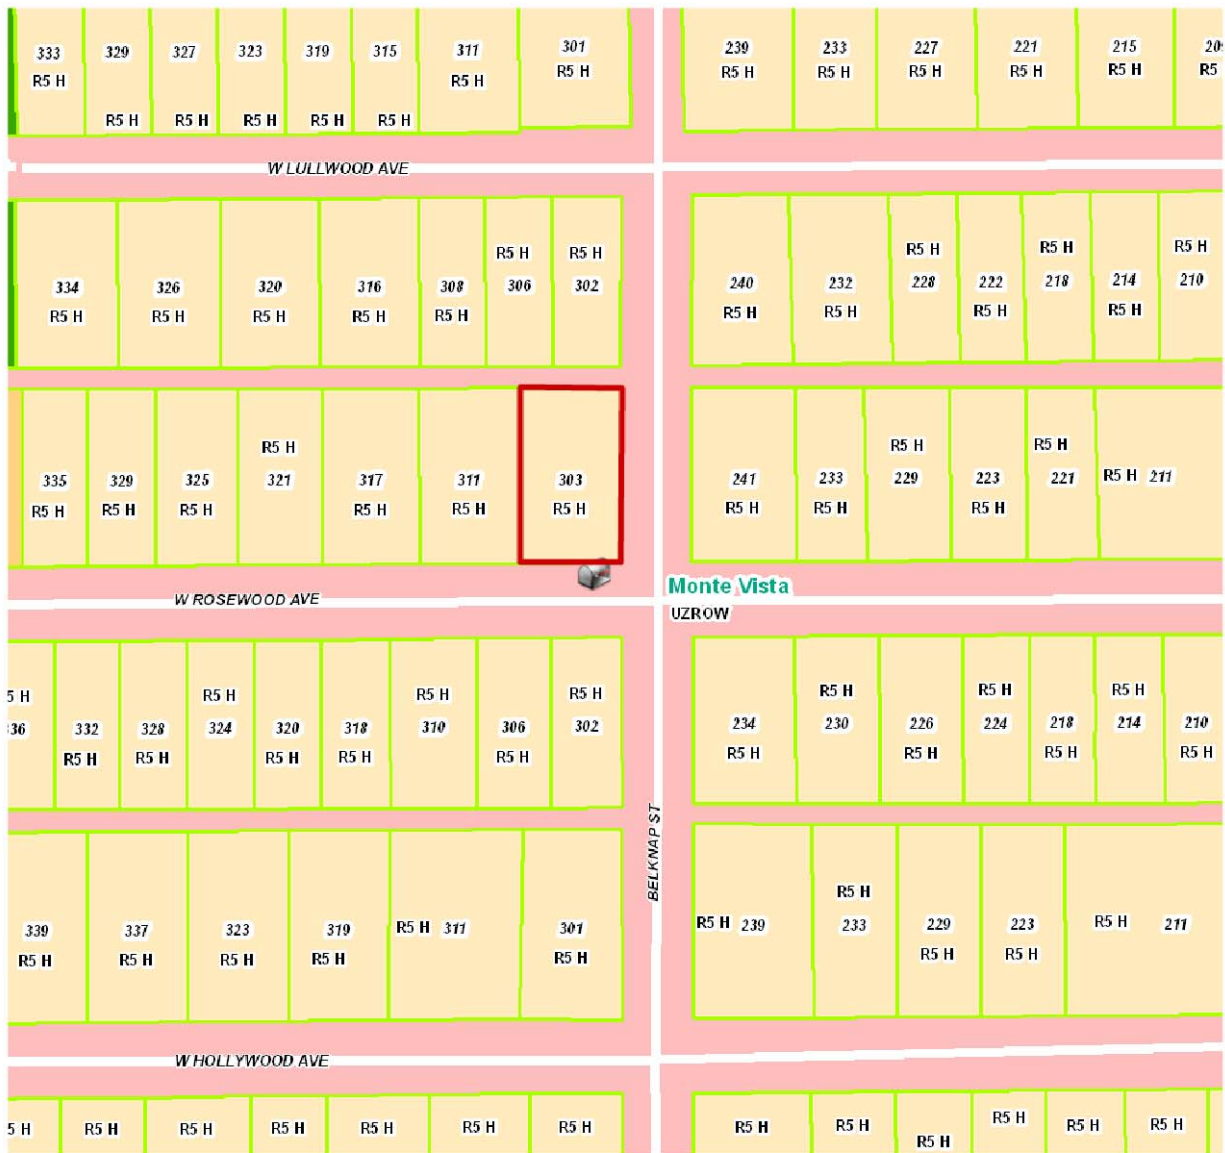 333 329 327 323 319 315 311 301 239 233 227 221 215
R5 H R5 H R5 H R5 H R5 H R5 H R5 H R5
R5 H R5 H R5 H R5 H R5 H
W LULLWOOD AVE
R5 H R5 H R5 H R5 H R5 H
334 326 320 316 308 306 302 240 232 228 222 218 214 210
R5 H R5 H R5 H R5 H R5 H R5 H R5 H R5 H R5 H
R5 H R5 H R5 H
335 329 325 321 317 311 303 241 233 229 223 221 R5 H 211
R5 H R5 H R5 H R5 H R5 H R5 H R5 H R5 H R5 H
Monte Vista
W ROSEWOOD AVE
UZROW
5 H R5 H R5 H R5 H R5 H R5 H R5 H
36 332 328 324 320 318 310 306 302 234 230 226 224 218 214 210
R5 H R5 H R5 H R5 H R5 H R5 H R5 H R5 H R5 H
BELKNAP ST
R5 H
339 337 323 319 R5 H 311 301 R5 H 239 233 229 223 R5 H 211
R5 H R5 H R5 H R5 H R5 H R5 H R5 H
W HOLLYWOOD AVE
5 H R5 H R5 H R5 H R5 H R5 H R5 H R5 H R5 H R5 H R5 H R5 H R5 H